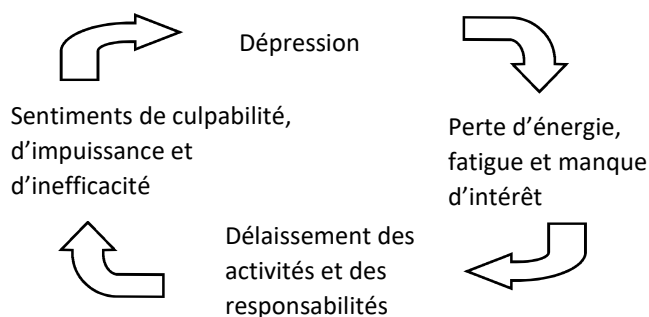 Dépression
Perte d’énergie,
fatigue et manque
d’intérêt
Délaissement des
activités et des
responsabilités
Sentiments de culpabilité,
d’impuissance et
d’inefficacité